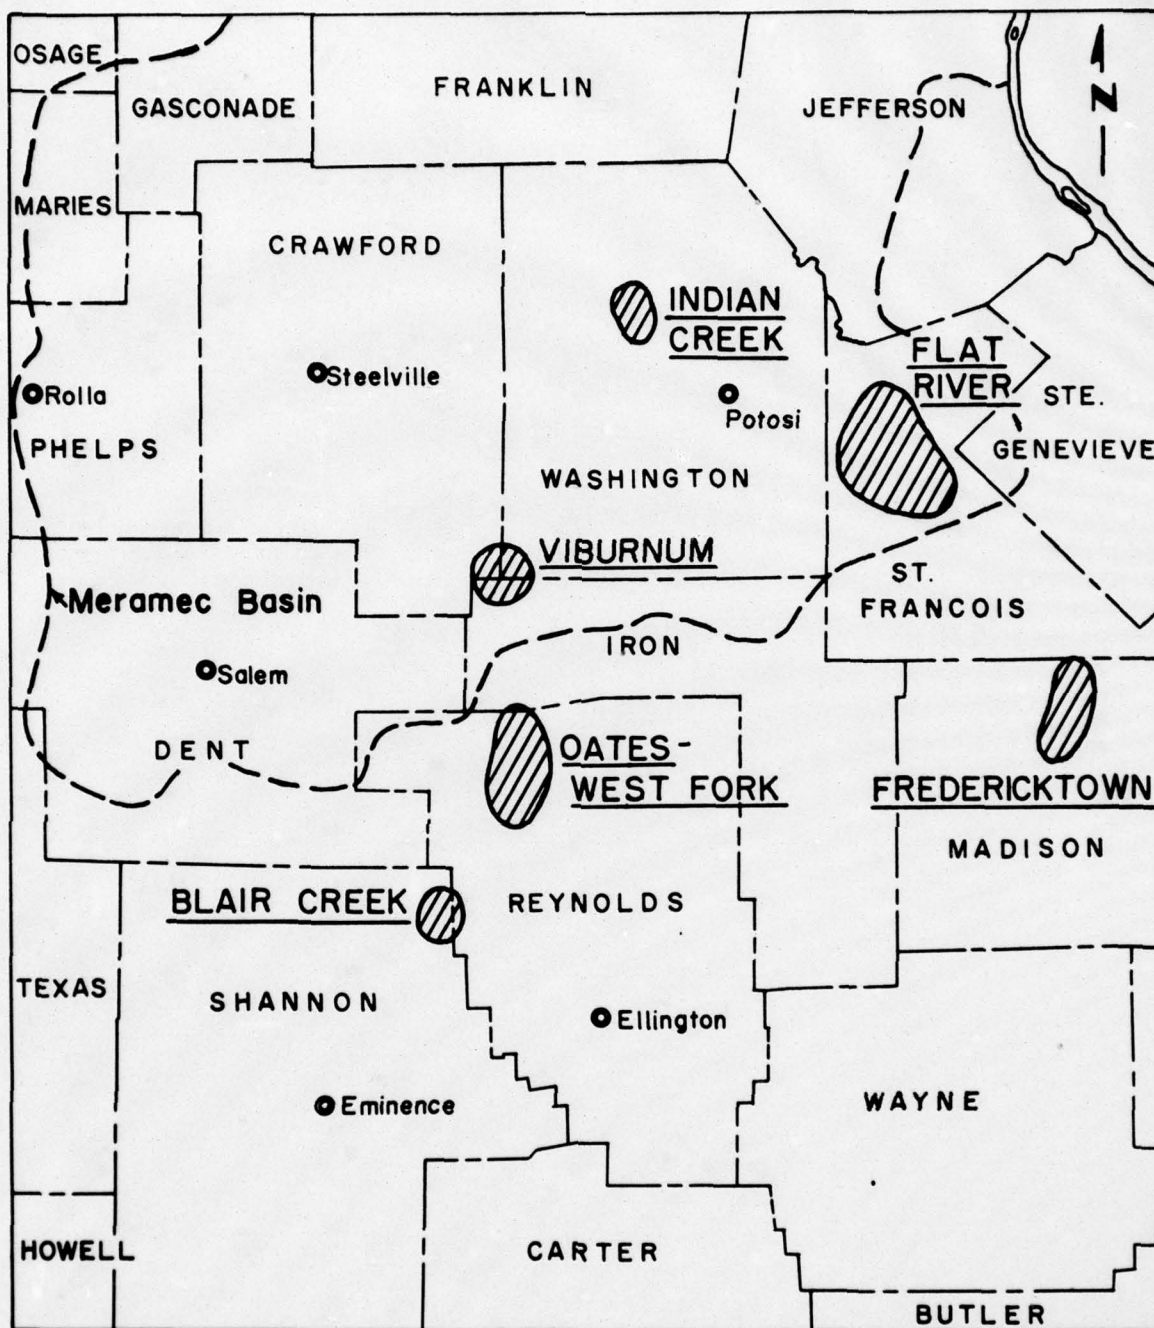 OSAGE
GASCONADE
FRANKLIN
JEFFERSON
N
MARIES
CRAWFORD
INDIAN
CREEK
FLAT
RIVER
STE.
GENEVIEVE
Rolla
Steelville
Potosi
PHELPS
WASHINGTON
VIBURNUM
ST.
FRANCOIS
Meramec Basin
IRON
Salem
DENT
OATES-
WEST FORK
FREDERICKTOWN
MADISON
BLAIR CREEK
REYNOLDS
TEXAS
SHANNON
Ellington
Eminence
WAYNE
HOWELL
CARTER
BUTLER